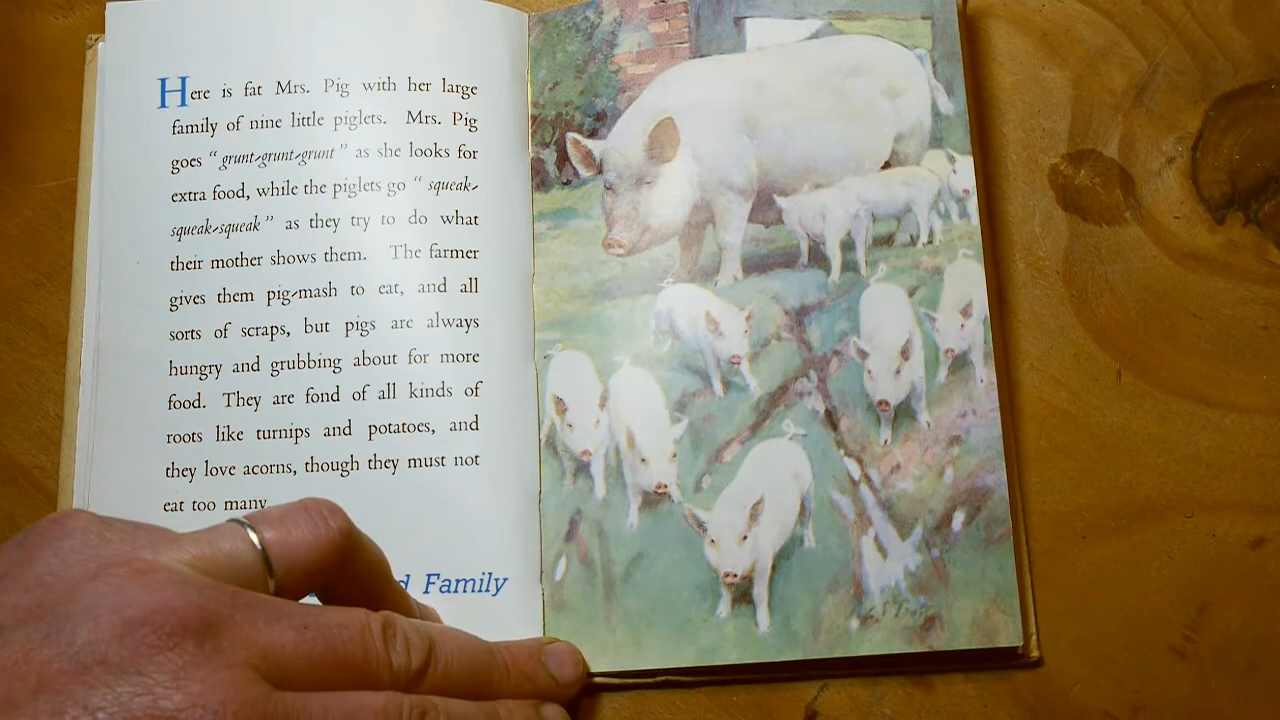 Here is fat Mrs. Pig with her large
family of nine little piglets. Mrs. Pig
goes “ grunt-grunt-grunt ” as she looks for
extra food, while the piglets go “ squeak-
squeak-squeak ” as they try to do what
their mother shows them. The farmer
gives them pig-mash to eat, and all
sorts of scraps, but pigs are always
hungry and grubbing about for more
food. They are fond of all kinds of
roots like turnips and potatoes, and
they love acorns, though they must not
eat too many
Family